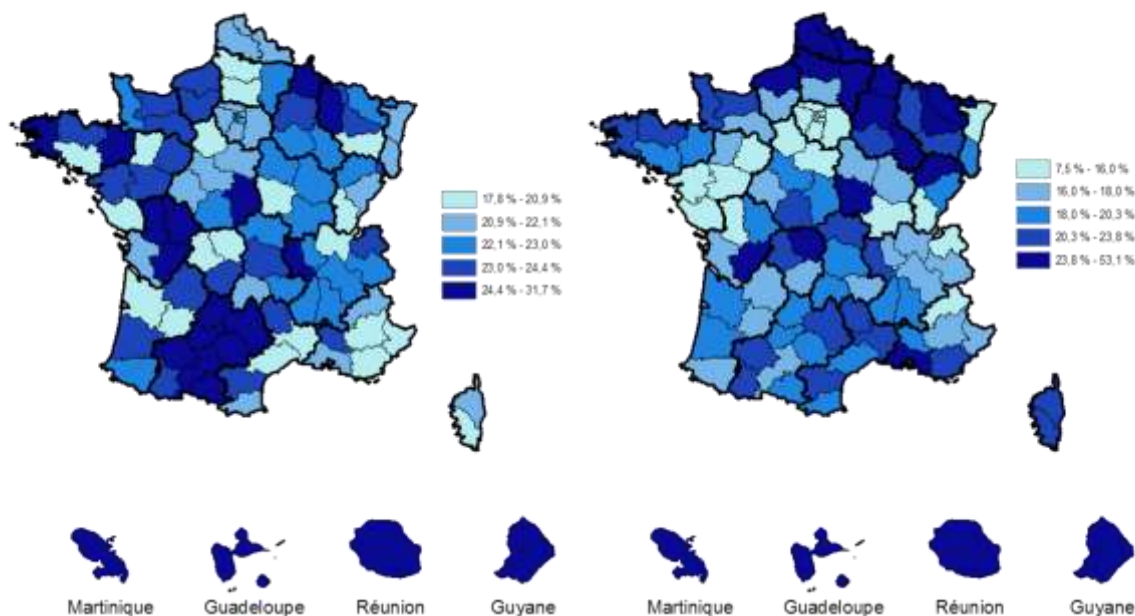 17,8 % - 20,9 %
20,9 % - 22,1 %
22,1 % - 23,0 %
23,0 % - 24,4 %
24,4 % - 31,7 %
7,5 % - 16,0 %
16,0 % - 18,0 %
18,0 % - 20,3 %
20,3 % - 23,8 %
23,8 % - 53,1 %
Martinique Guadeloupe Réunion Guyane Martinique Guadeloupe Réunion Guyane